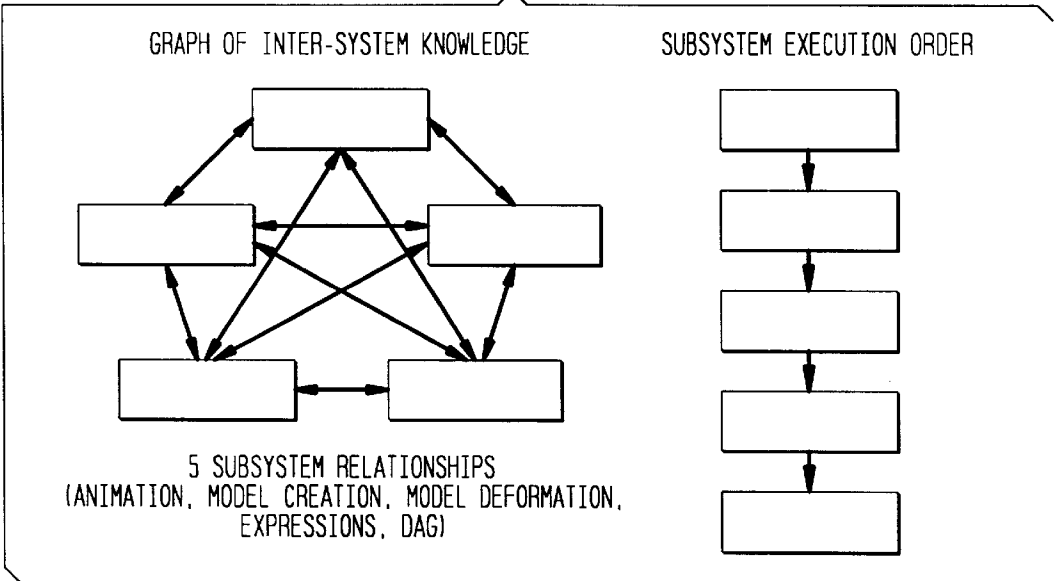 GRAPH OF INTER-SYSTEM KNOWLEDGE
SUBSYSTEM EXECUTION ORDER
5 SUBSYSTEM RELATIONSHIPS
(ANIMATION, MODEL CREATION, MODEL DEFORMATION,
EXPRESSIONS, DAG)